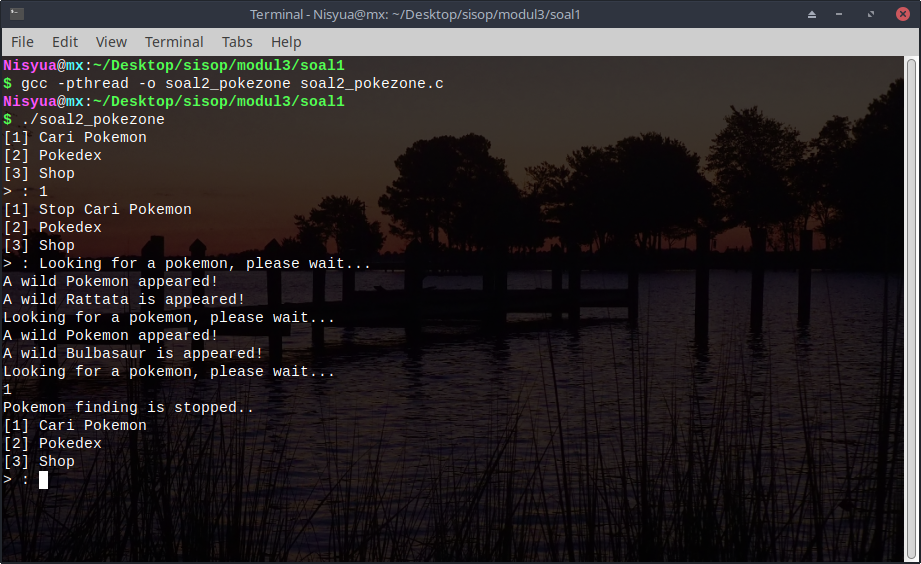 Terminal - Nisyua@mx: ~/Desktop/sisop/modul3/soal1
File Edit View Terminal Tabs Help
Nisyua@mx:~/Desktop/sisop/modul3/soal1
$ gcc -pthread -o soal2_pokezone soal2_pokezone.c
Nisyua@mx:~/Desktop/sisop/modul3/soal1
$ ./soal2_pokezone
[1] Cari Pokemon
[2] Pokedex
[3] Shop
> : 1
[1] Stop Cari Pokemon
[2] Pokedex
[3] Shop
> : Looking for a pokemon, please wait...
A wild Pokemon appeared!
A wild Rattata is appeared!
Looking for a pokemon, please wait...
A wild Pokemon appeared!
A wild Bulbasaur is appeared!
Looking for a pokemon, please wait...
1
Pokemon finding is stopped..
[1] Cari Pokemon
[2] Pokedex
[3] Shop
> :